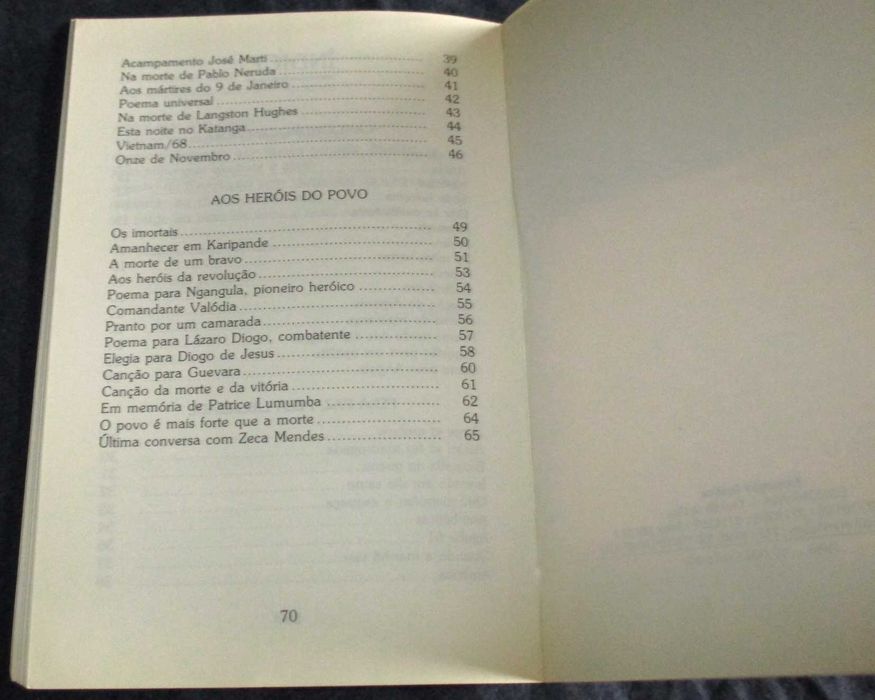 Acampamento José Marti 39
Na morte de Pablo Neruda 40
Aos mártires do 9 de Janeiro 41
Poema universal 42
Na morte de Langston Hughes 43
Esta noite no Katanga 44
Vietnam/68 45
Onze de Novembro 46
AOS HERÓIS DO POVO
Os imortais 49
Amanhecer em Karipande 50
A morte de um bravo 51
Aos heróis da revolução 53
Poema para Ngangula, pioneiro heróico 54
Comandante Valódia 55
Pranto por um camarada 56
Poema para Lázaro Diogo, combatente 57
Elegia para Diogo de Jesus 58
Canção para Guevara 60
Canção da morte e da vitória 61
Em memória de Patrice Lumumba 62
O povo é mais forte que a morte 64
Última conversa com Zeca Mendes 65
70